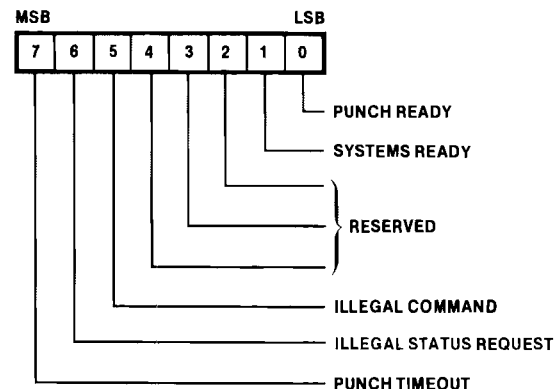 MSB LSB
7 6 5 4 3 2 1 0
PUNCH READY
SYSTEMS READY
RESERVED
ILLEGAL COMMAND
ILLEGAL STATUS REQUEST
PUNCH TIMEOUT